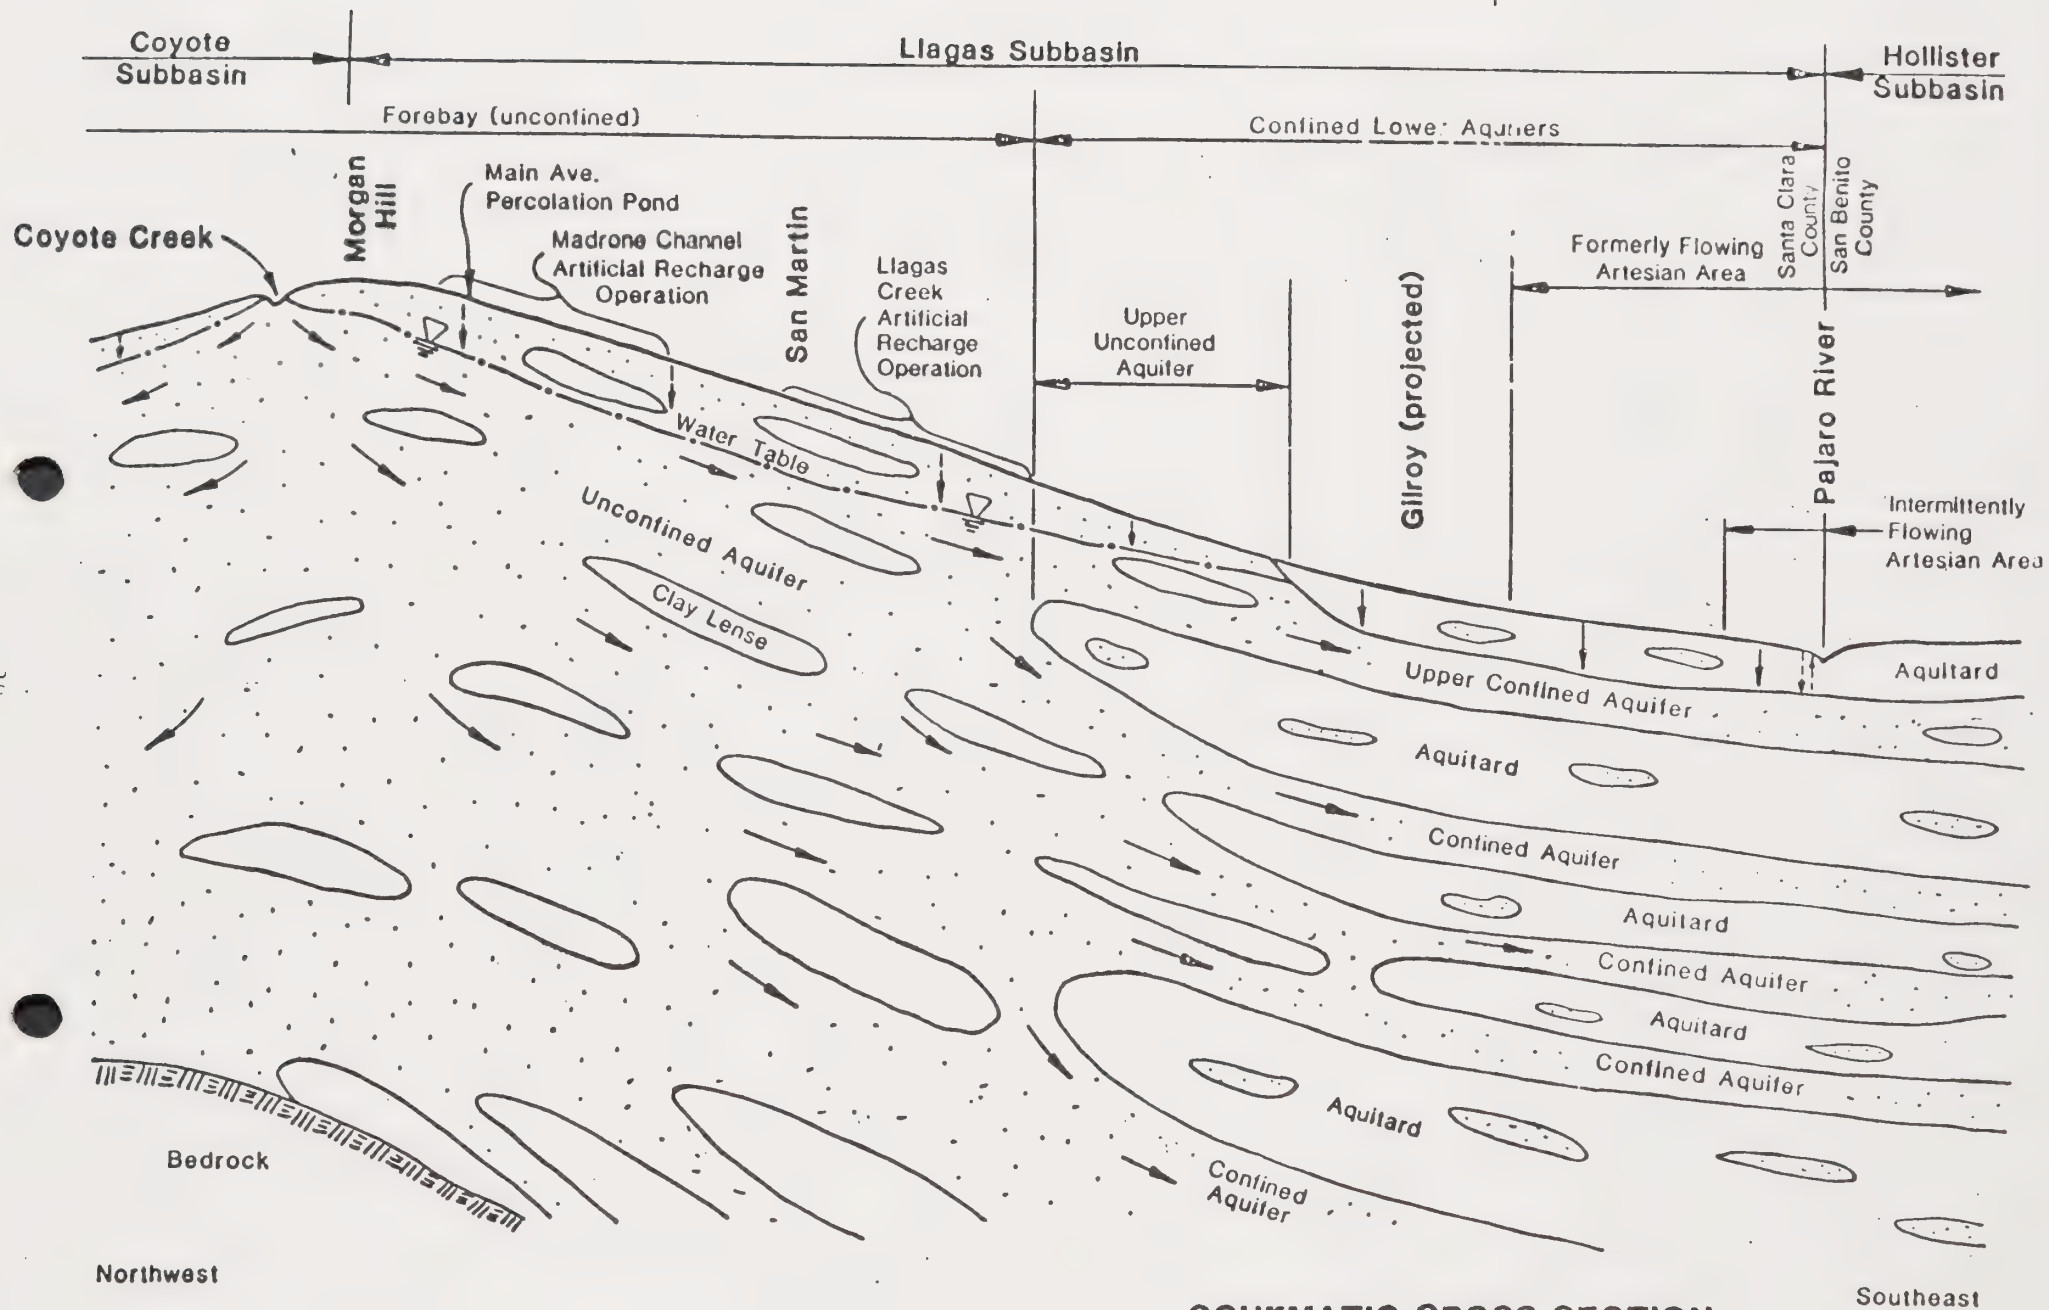 Coyote
Subbasin
Llagas Subbasin
Hollister
Subbasin
Forebay (unconfined)
Confined Lower Aquifers
Morgan
Hill
Main Ave.
Percolation Pond
Coyote Creek
Madrone Channel
Artificial Recharge
Operation
San Martin
Llagas
Creek
Artificial
Recharge
Operation
Upper
Unconfined
Aquifer
Gilroy (projected)
Formerly Flowing
Artesian Area
Santa Clara
County
San Benito
County
Pajaro River
Intermittently
Flowing
Artesian Area
Water Table
Unconfined Aquifer
Clay Lense
Upper Confined Aquifer
Aquitard
Aquitard
Confined Aquifer
Aquitard
Confined Aquifer
Aquitard
Confined Aquifer
Aquitard
Confined
Aquifer
Bedrock
Northwest
Southeast